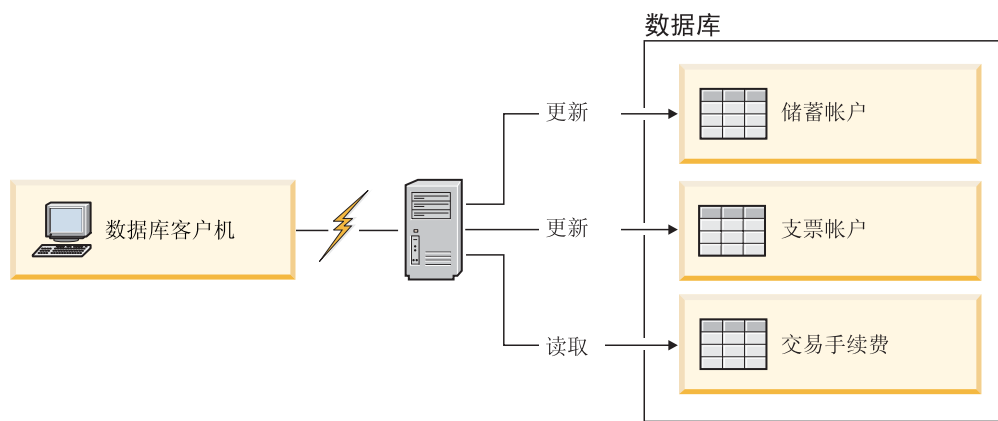 数据库
更新
储蓄帐户
数据库客户机
更新
支票帐户
读取
交易手续费